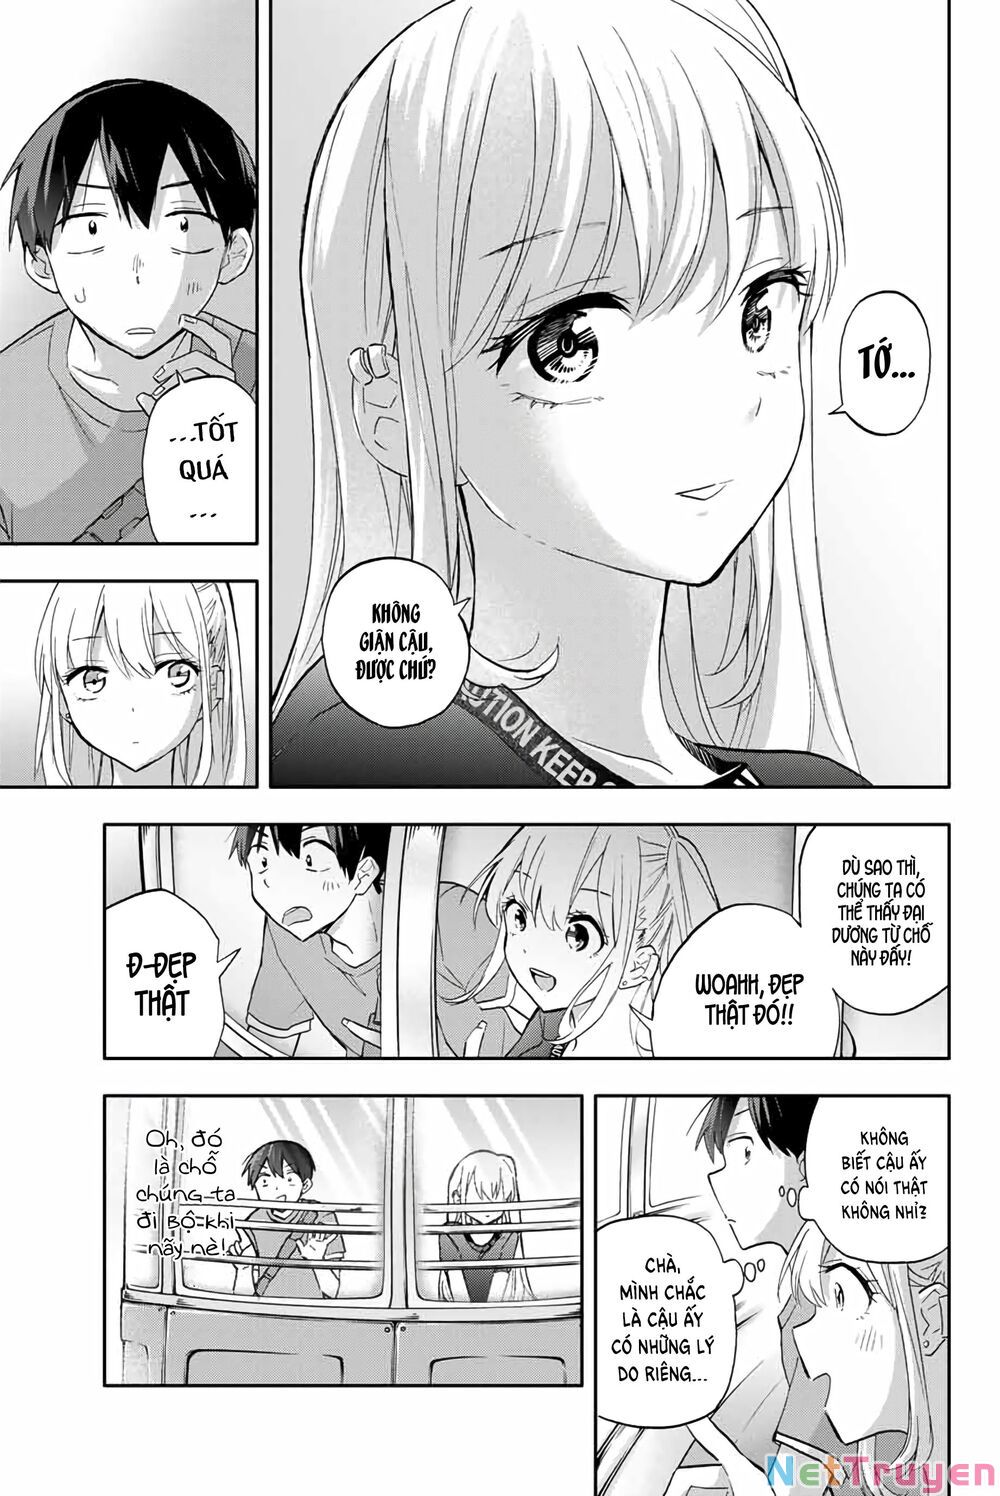 TỚ...
KHÔNG
GIẬN CẬU,
ĐƯỢC CHỨ?
UTION KEEP
...TỐT
QUÁ
...
DÙ SAO THÌ,
CHÚNG TA CÓ
THỂ THẤY ĐẠI
DƯƠNG TỪ CHỖ
NÀY ĐẤY!
WOAHH, ĐẸP
THẬT ĐÓ!!
Đ-ĐẸP
THẬT
KHÔNG
BIẾT CẬU ẤY
CÓ NÓI THẬT
KHÔNG NHỈ?
CHÀ,
MÌNH CHẮC
LÀ CẬU ẤY
CÓ NHỮNG LÝ
DO RIÊNG...
Oh, đó
là chỗ
chúng ta
đi bộ khi
nãy nè!
NetTruyen